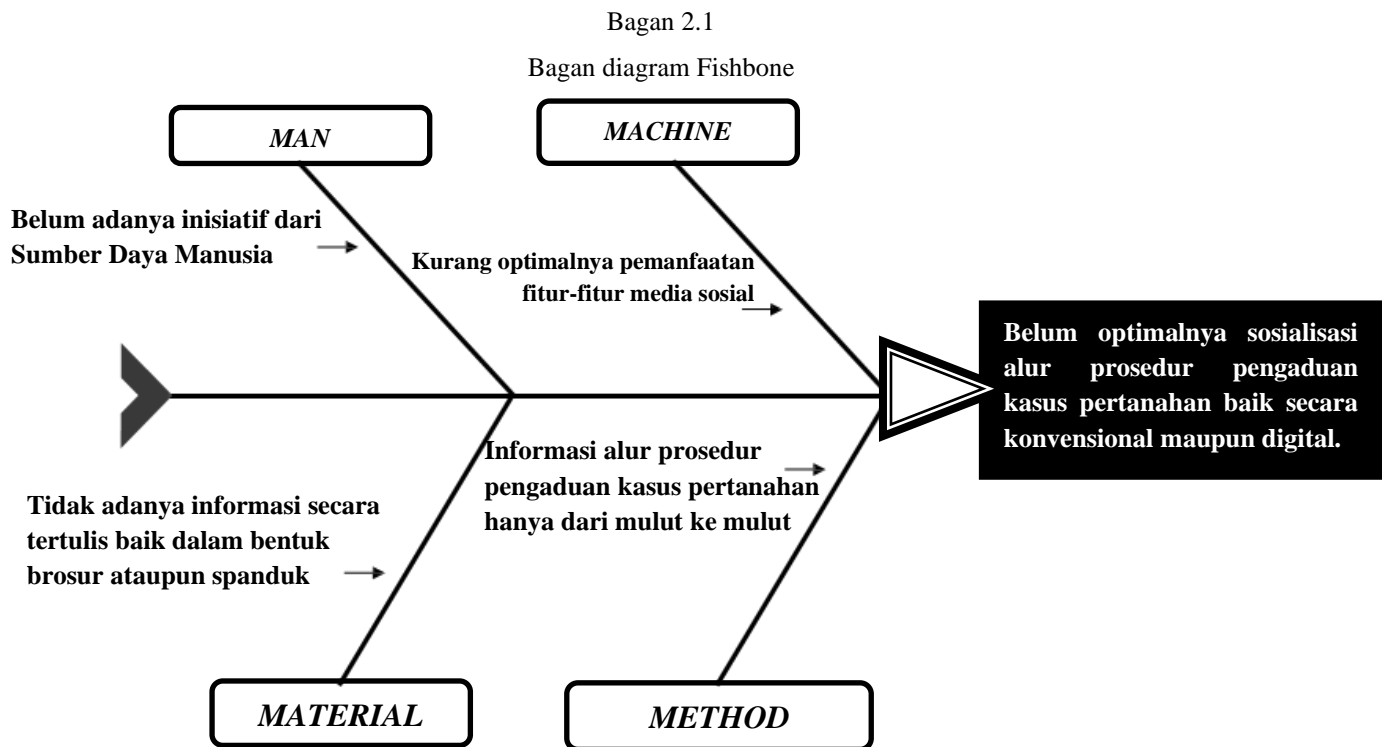 Bagan 2.1
Bagan diagram Fishbone
MAN
MACHINE
Belum adanya inisiatif dari
Sumber Daya Manusia
Kurang optimalnya pemanfaatan
fitur-fitur media sosial
Belum optimalnya sosialisasi
alur prosedur pengaduan
kasus pertanahan baik secara
konvensional maupun digital.
Informasi alur prosedur
pengaduan kasus pertanahan
hanya dari mulut ke mulut
Tidak adanya informasi secara
tertulis baik dalam bentuk
brosur ataupun spanduk
MATERIAL
METHOD